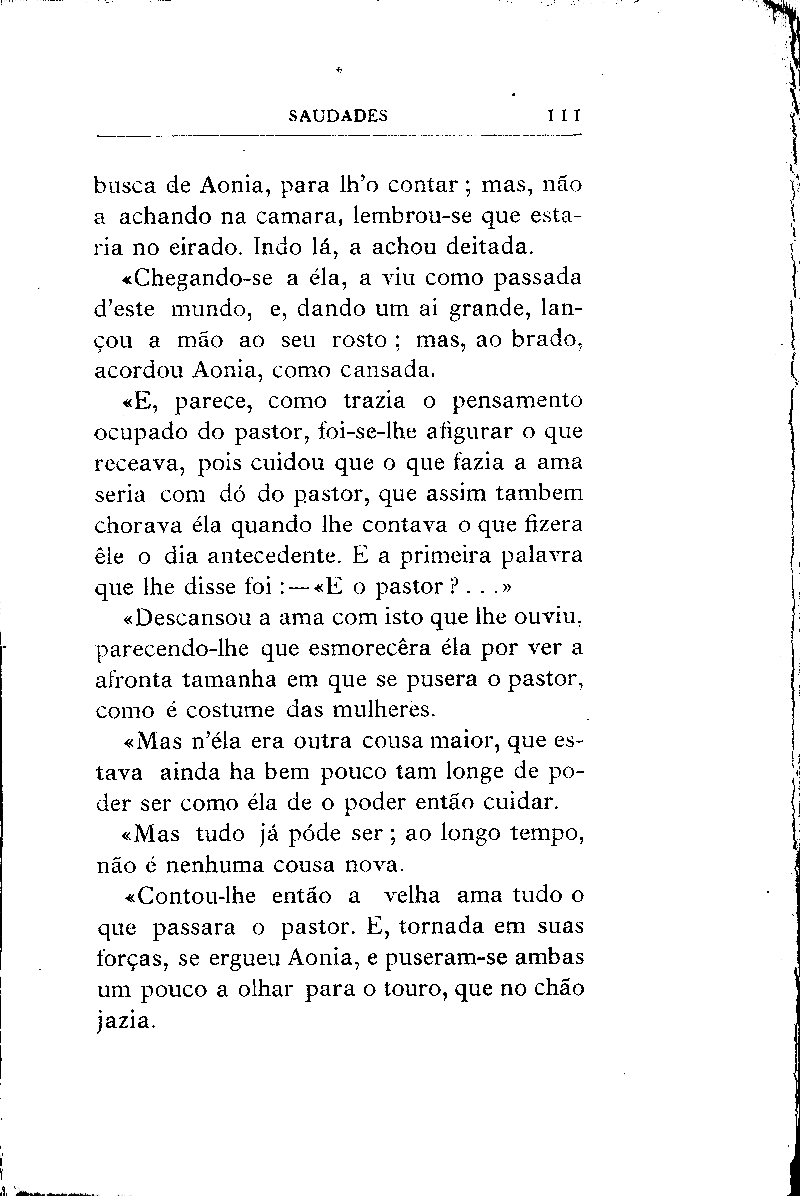 SAUDADES 111
busca de Aonia, para lh'o contar ; mas, não
a achando na camara, lembrou-se que esta-
ria no eirado. Indo lá, a achou deitada.
«Chegando-se a éla, a viu como passada
d'este mundo, e, dando um ai grande, lan-
çou a mão ao seu rosto ; mas, ao brado,
acordou Aonia, como cansada.
«E, parece, como trazia o pensamento
ocupado do pastor, foi-se-lhe afigurar o que
receava, pois cuidou que o que fazia a ama
seria com dó do pastor, que assim tambem
chorava éla quando lhe contava o que fizera
êle o dia antecedente. E a primeira palavra
que lhe disse foi : — «E o pastor ? . . .»
«Descansou a ama com isto que lhe ouviu,
parecendo-lhe que esmorecêra éla por ver a
afronta tamanha em que se pusera o pastor,
como é costume das mulheres.
«Mas n'éla era outra cousa maior, que es-
tava ainda ha bem pouco tam longe de po-
der ser como éla de o poder então cuidar.
«Mas tudo já póde ser ; ao longo tempo,
não é nenhuma cousa nova.
«Contou-lhe então a velha ama tudo o
que passara o pastor. E, tornada em suas
forças, se ergueu Aonia, e puseram-se ambas
um pouco a olhar para o touro, que no chão
jazia.